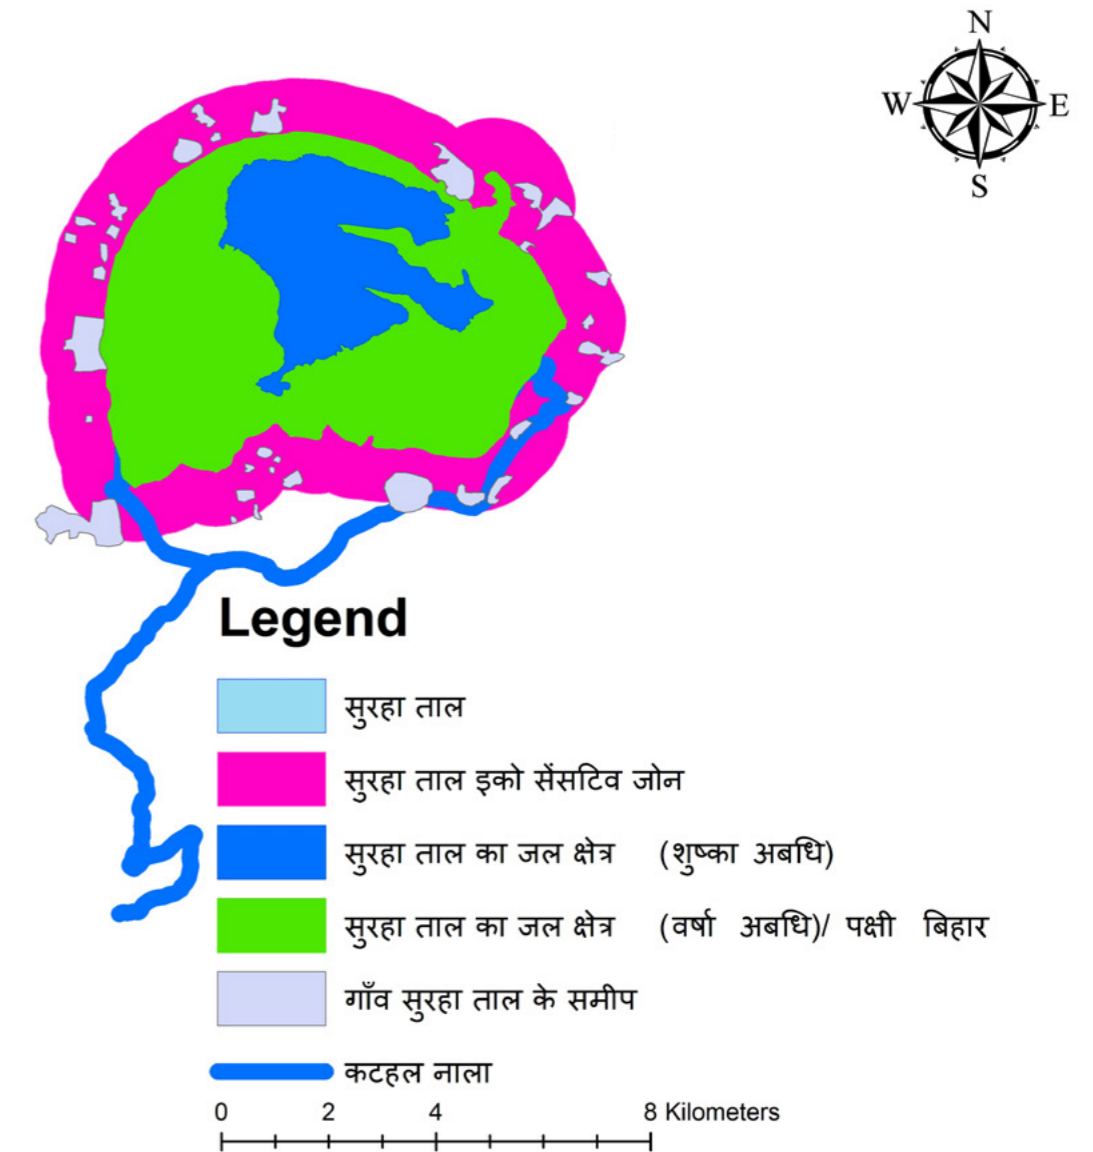 N
W E
S
Legend
सुरहा ताल
सुरहा ताल इको सेंसटिव जोन
सुरहा ताल का जल क्षेत्र (शुष्का अबधि)
सुरहा ताल का जल क्षेत्र (वर्षा अबधि)/ पक्षी बिहार
गाँव सुरहा ताल के समीप
कटहल नाला
0 2 4 8 Kilometers